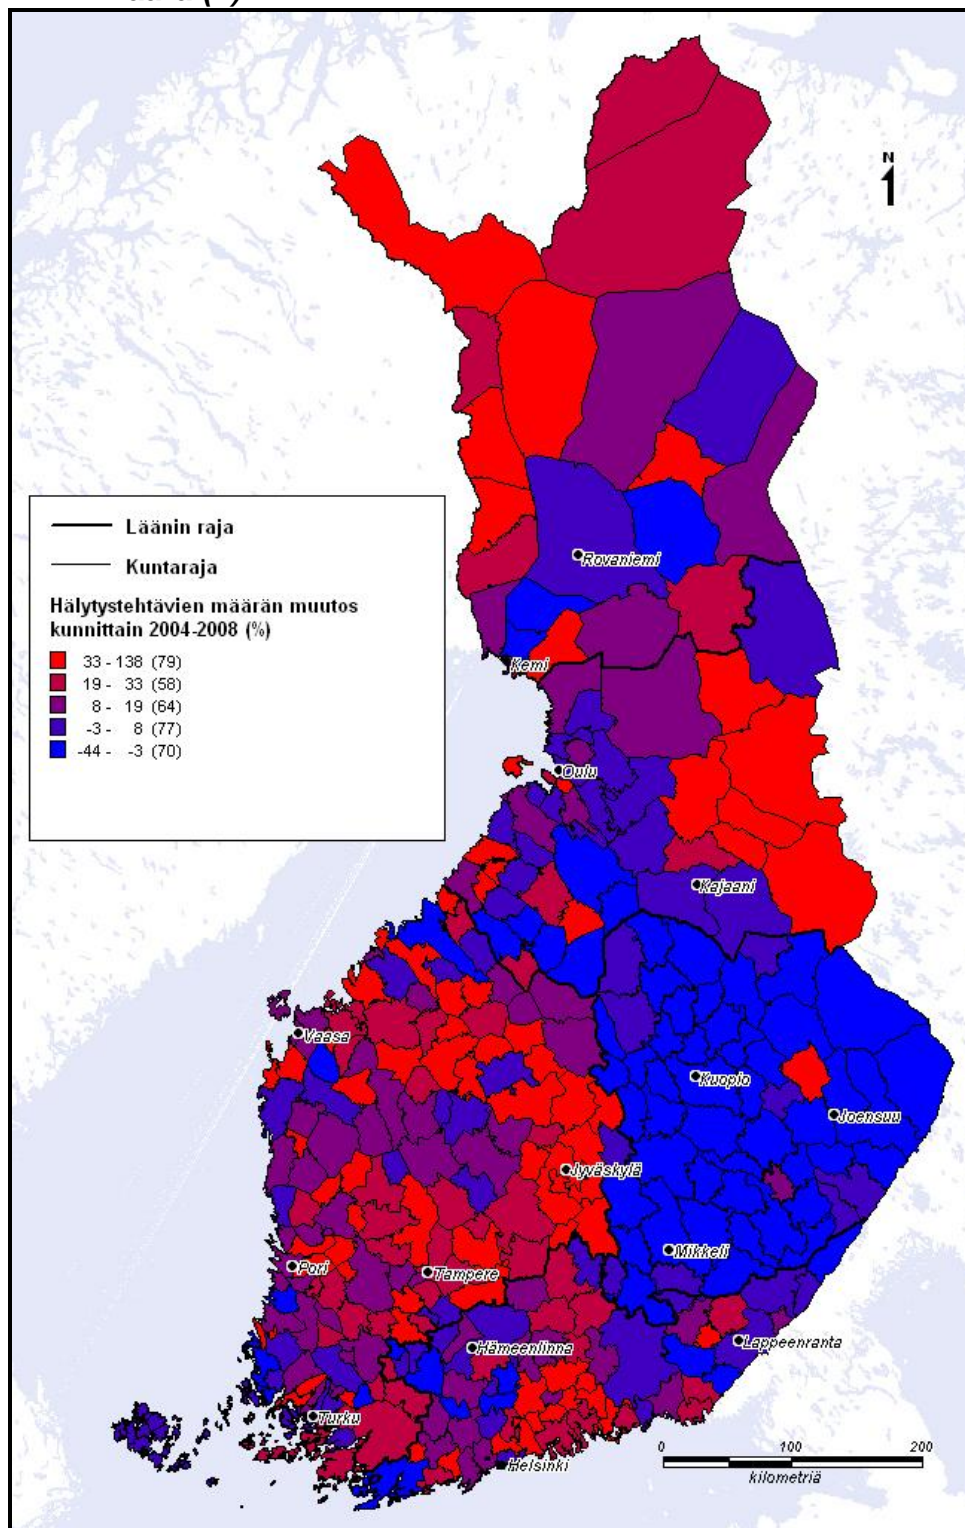 N
Läänin raja
Kuntaraja
Hälytystehtävien määrän muutos
kunnittain 2004-2008 (%)
33 - 138 (79)
19 - 33 (58)
8 - 19 (64)
-3 - 8 (77)
-44 - -3 (70)
Rovaniemi
Kemi
Oulu
Kajaani
Vaasa
Kuopio
Joensuu
Jyväskylä
Mikkeli
Pori
Tampere
Lappeenranta
Hämeenlinna
Turku
Helsinki
0 100 200
kilometriä